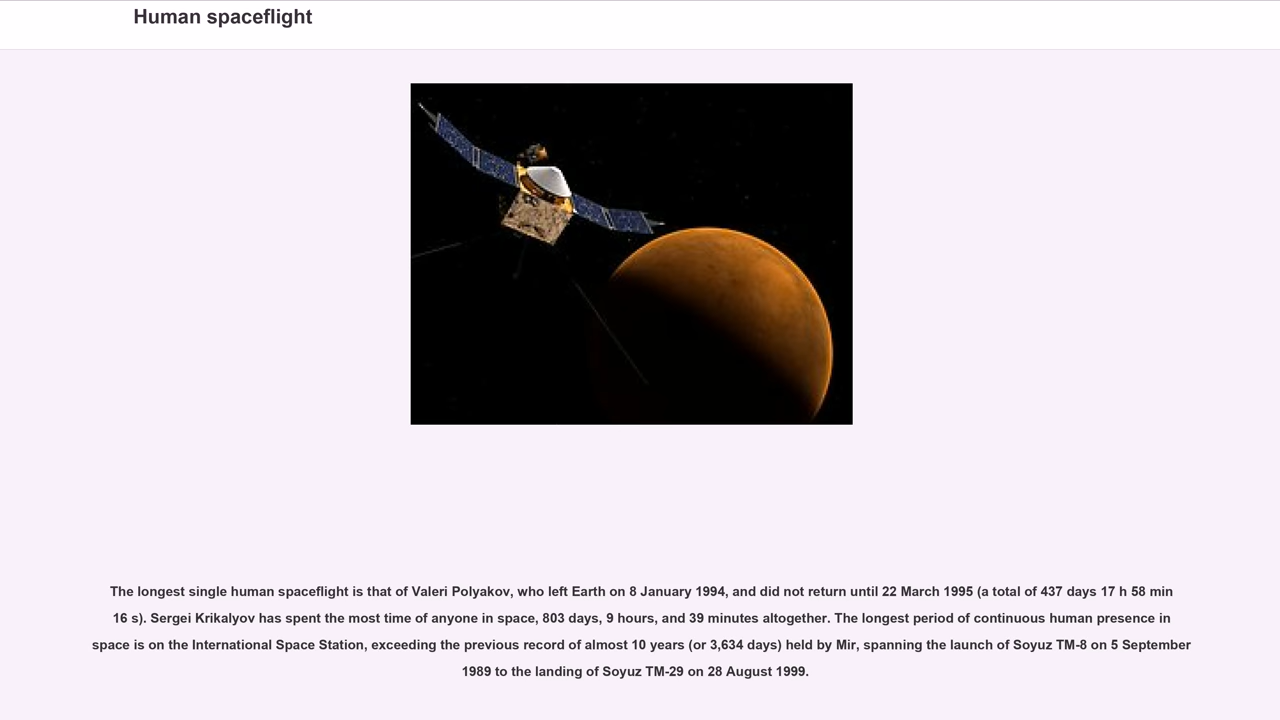 Human spaceflight
The longest single human spaceflight is that of Valeri Polyakov, who left Earth on 8 January 1994, and did not return until 22 March 1995 (a total of 437 days 17 h 58 min
16 s). Sergei Krikalyov has spent the most time of anyone in space, 803 days, 9 hours, and 39 minutes altogether. The longest period of continuous human presence in
space is on the International Space Station, exceeding the previous record of almost 10 years (or 3,634 days) held by Mir, spanning the launch of Soyuz TM-8 on 5 September
1989 to the landing of Soyuz TM-29 on 28 August 1999.